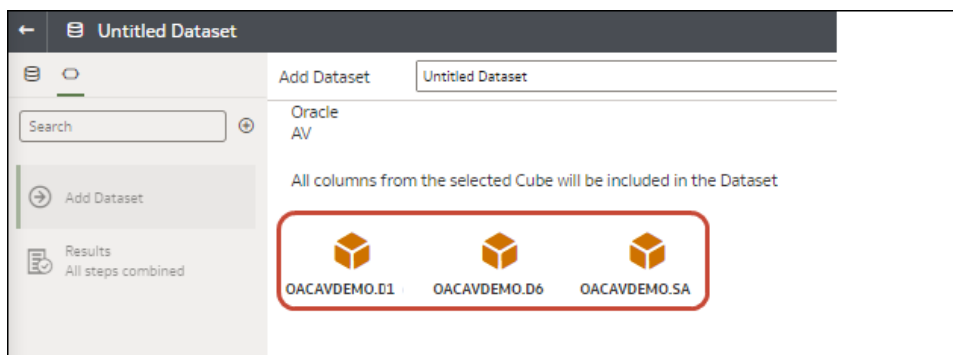 Untitled Dataset
Search
Add Dataset
Results
All steps combined
Add Dataset
Untitled Dataset
Oracle
AV
All columns from the selected Cube will be included in the Dataset
OACAVDEMO.D1
OACAVDEMO.D6
OACAVDEMO.SA